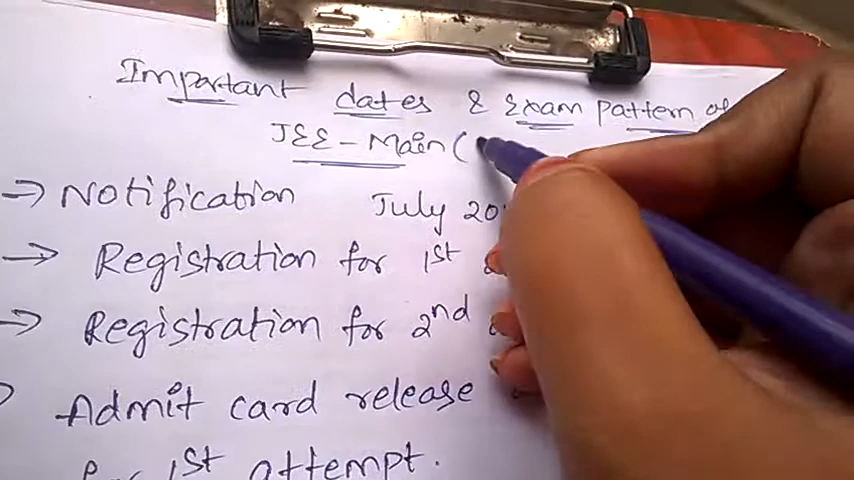 Important dates & Exam pattern of
JEE - Main (
→ Notification July
→ Registration for 1st
→ Registration for 2nd
Admit card release
for 1st attempt.